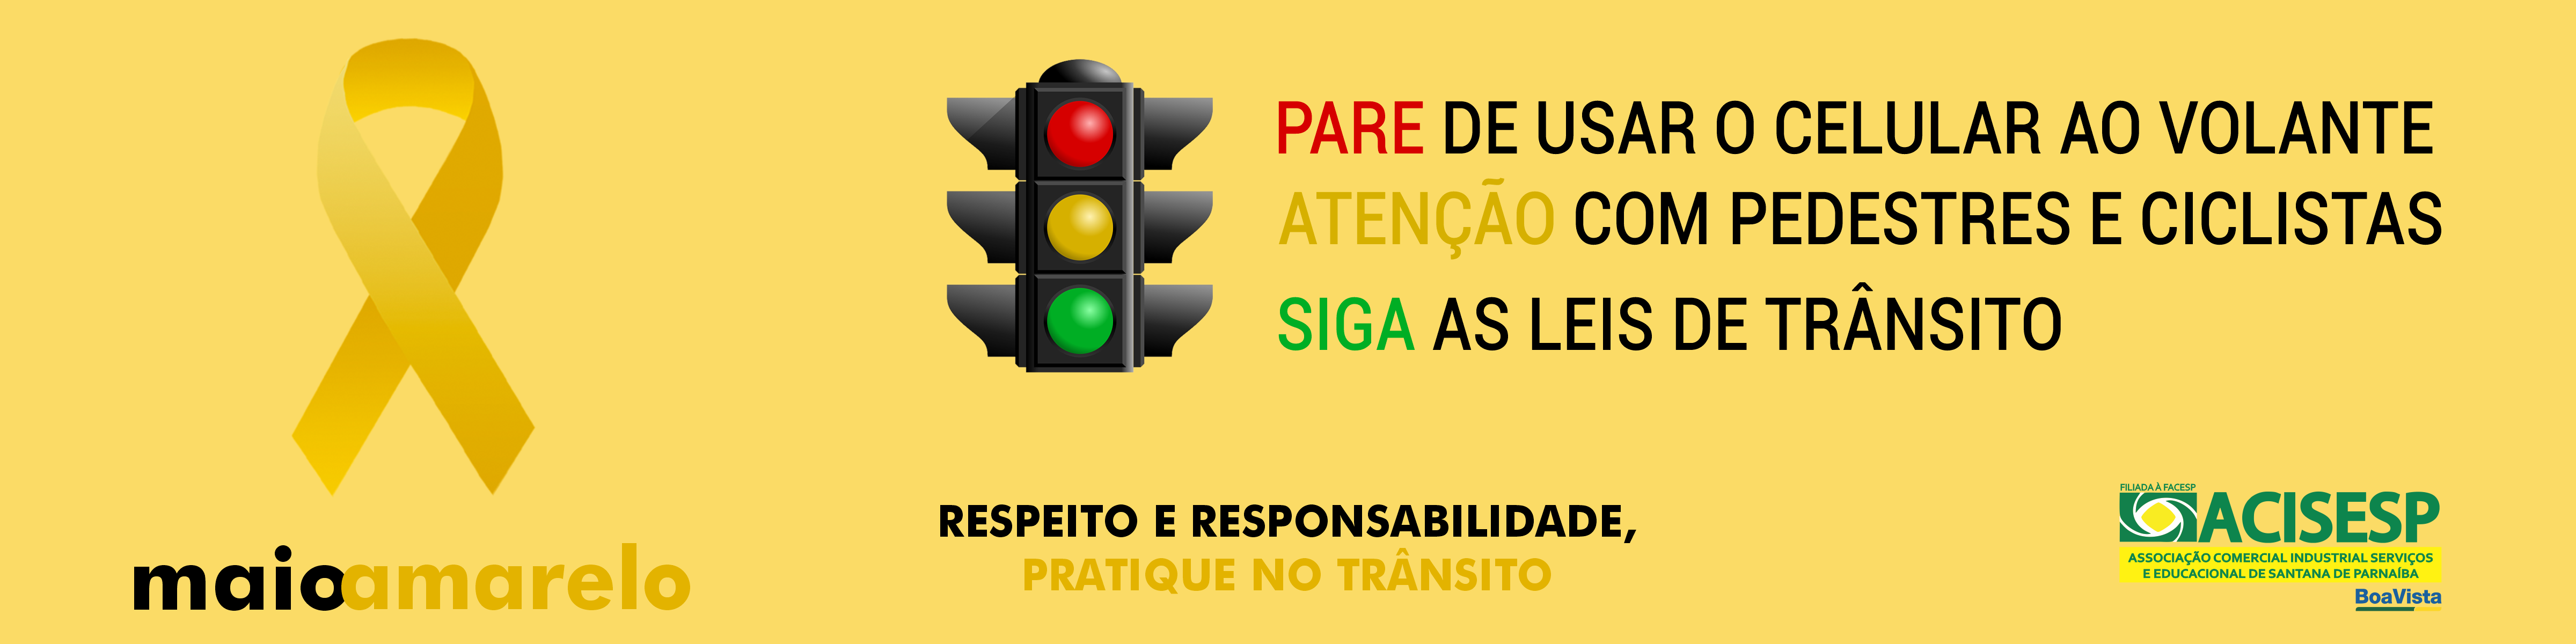 PARE DE USAR O CELULAR AO VOLANTE
ATENÇÃO COM PEDESTRES E CICLISTAS
SIGA AS LEIS DE TRÂNSITO
maioamarelo
RESPEITO E RESPONSABILIDADE,
PRATIQUE NO TRÂNSITO
FILIADA À FACESP
ACISESP
ASSOCIAÇÃO COMERCIAL INDUSTRIAL SERVIÇOS
E EDUCACIONAL DE SANTANA DE PARNAÍBA
BoaVista